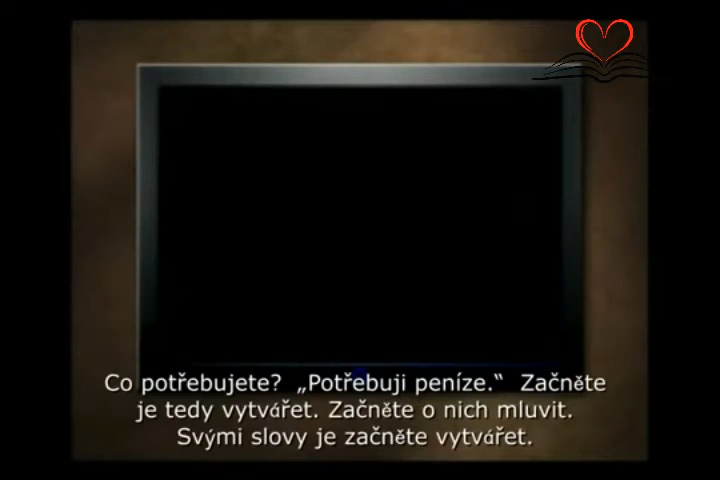 Co potřebujete?  „Potřebuji peníze.“  Začněte
je tedy vytvářet. Začněte o nich mluvit.
Svými slovy je začněte vytvářet.